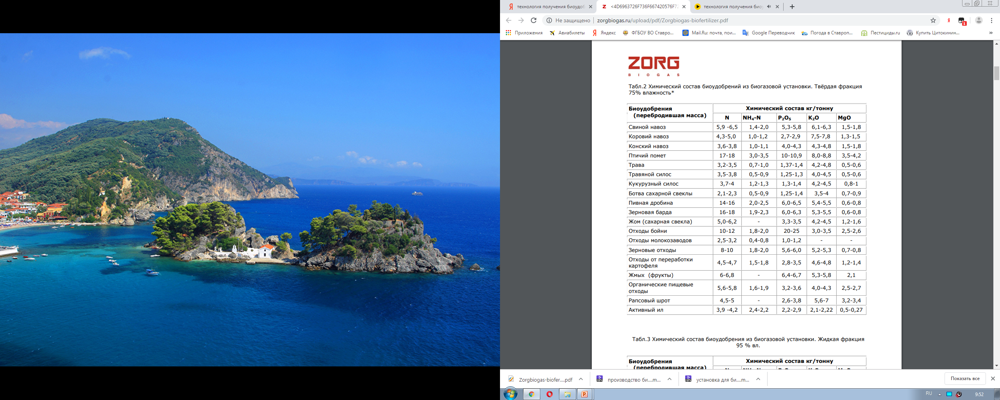 технология получения биоудоб
<4D6963726F736F667420576F72
технология получения биоу
Не защищено
zorgbiogas.ru/upload/pdf/Zorgbiogas-biofertilizer.pdf
Я
1
Приложения
Авиабилеты
Яндекс
ФГБОУ ВО Ставро...
Mail.Ru: почта, пои...
Google Переводчик
Погода в Ставроп...
Пестициды.ru
Купить Цитокинин...
»
ZORG
BIOGAS
Табл.2 Химический состав биоудобрений из биогазовой установки. Твёрдая фракция
75% влажность*
Биоудобрения (перебродившая масса) Химический состав кг/тонну
N NH₄-N P₂O₅ K₂O MgO
Свиной навоз 5,9 -6,5 1,4-2,0 5,3-5,8 6,1-6,3 1,5-1,8
Коровий навоз 4,3-5,0 1,0-1,2 2,7-2,9 7,5-7,8 1,3-1,5
Конский навоз 3,6-3,8 1,0-1,1 4,0-4,3 4,3-4,8 1,5-1,8
Птичий помет 17-18 3,0-3,5 10-10,9 8,0-8,8 3,5-4,2
Трава 3,2-3,5 0,7-1,0 1,37-1,4 4,2-4,8 0,5-0,6
Травяной силос 3,5-3,8 0,5-0,9 1,25-1,3 4,0-4,5 0,5-0,6
Кукурузный силос 3,7-4 1,2-1,3 1,3-1,4 4,2-4,5 0,8-1
Ботва сахарной свеклы 2,1-2,3 0,5-0,9 1,25-1,4 3,5-4 0,7-0,9
Пивная дробина 14-16 2,0-2,5 6,0-6,5 5,4-5,5 0,6-0,8
Зерновая барда 16-18 1,9-2,3 6,0-6,3 5,3-5,5 0,6-0,8
Жом (сахарная свекла) 5,0-6,2 - 3,3-3,5 4,2-4,5 1,2-1,6
Отходы бойни 10-12 1,8-2,0 20-25 3,0-3,5 2,5-2,6
Отходы молокозаводов 2,5-3,2 0,4-0,8 1,0-1,2 - -
Зерновые отходы 8-10 1,8-2,0 5,6-6,0 5,2-5,3 0,7-0,8
Отходы от переработки
картофеля 4,5-4,7 1,5-1,8 2,8-3,5 4,6-4,8 1,2-1,4
Жмых (фрукты) 6-6,8 - 6,4-6,7 5,3-5,8 2,1
Органические пищевые
отходы 5,6-5,8 1,6-1,9 3,2-3,6 4,0-4,3 2,5-2,7
Рапсовый шрот 4,5-5 - 2,6-3,8 5,6-7 3,2-3,4
Активный ил 3,9 -4,2 2,4-2,2 2,2-2,9 2,1-2,22 0,5-0,27
Табл.3 Химический состав биоудобрения из биогазовой установки. Жидкая фракция
95 % вл.
Биоудобрения Химический состав кг/тонну
(перебродившая масса)
Zorgbiogas-biofer....pdf
производство би....m...
установка для би....m...
Показать все
RU
9:52